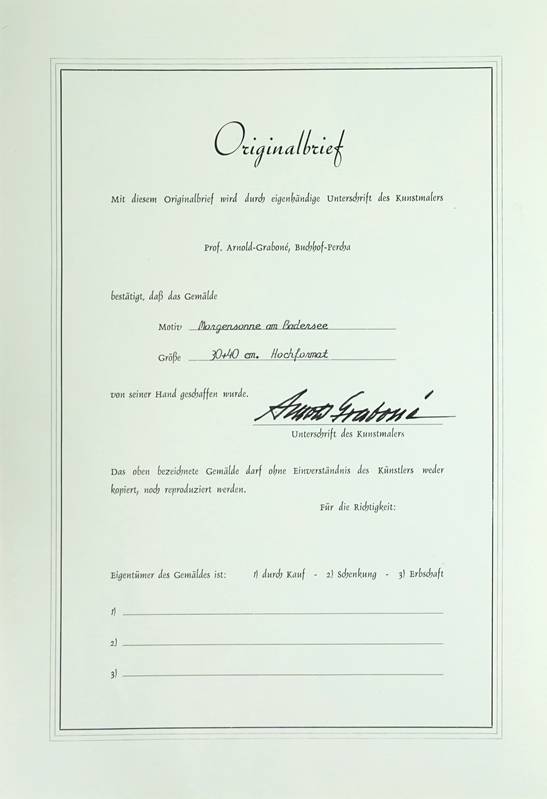 Originalbrief
Mit diesem Originalbrief wird durch eigenhändige Unterschrift des Kunstmalers
Prof. Arnold-Graboné, Buchhof-Percha
bestätigt, daß das Gemälde
Motiv Morgensonne am Badersee
Größe 30+40 cm. Hochformat
von seiner Hand geschaffen wurde.
Arnold Graboné
Unterschrift des Kunstmalers
Das oben bezeichnete Gemälde darf ohne Einverständnis des Künstlers weder
kopiert, noch reproduziert werden.
Für die Richtigkeit:
Eigentümer des Gemäldes ist: 1) durch Kauf - 2) Schenkung - 3) Erbschaft
1)
2)
3)